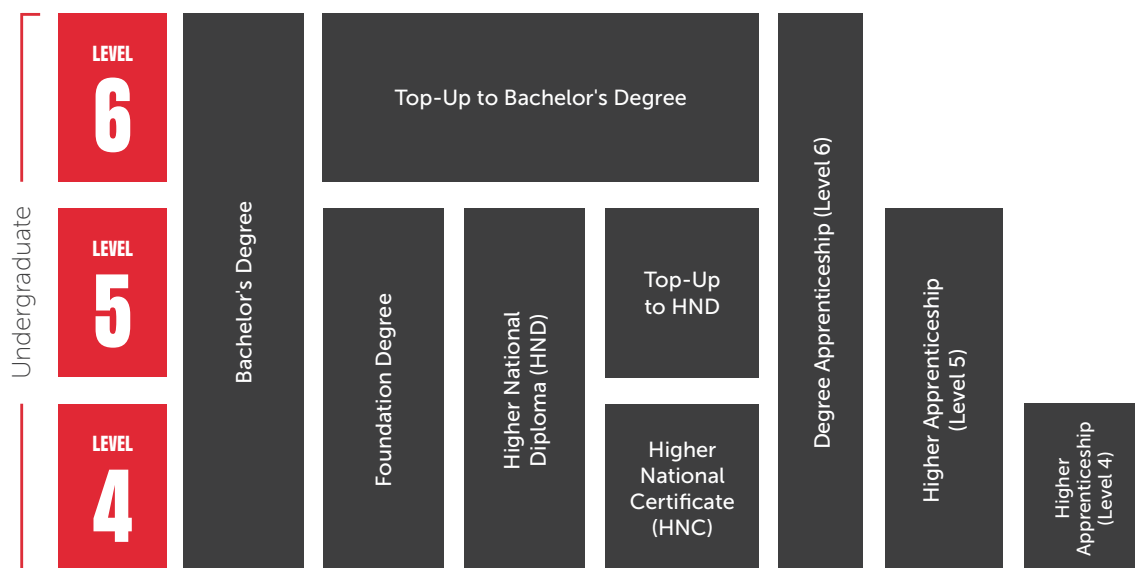 Undergraduate
LEVEL
6
LEVEL
5
LEVEL
4
Bachelor's Degree
Top-Up to Bachelor's Degree
Foundation Degree
Higher National
Diploma (HND)
Top-Up
to HND
Higher
National
Certificate
(HNC)
Degree Apprenticeship (Level 6)
Higher Apprenticeship
(Level 5)
Higher
Apprenticeship
(Level 4)